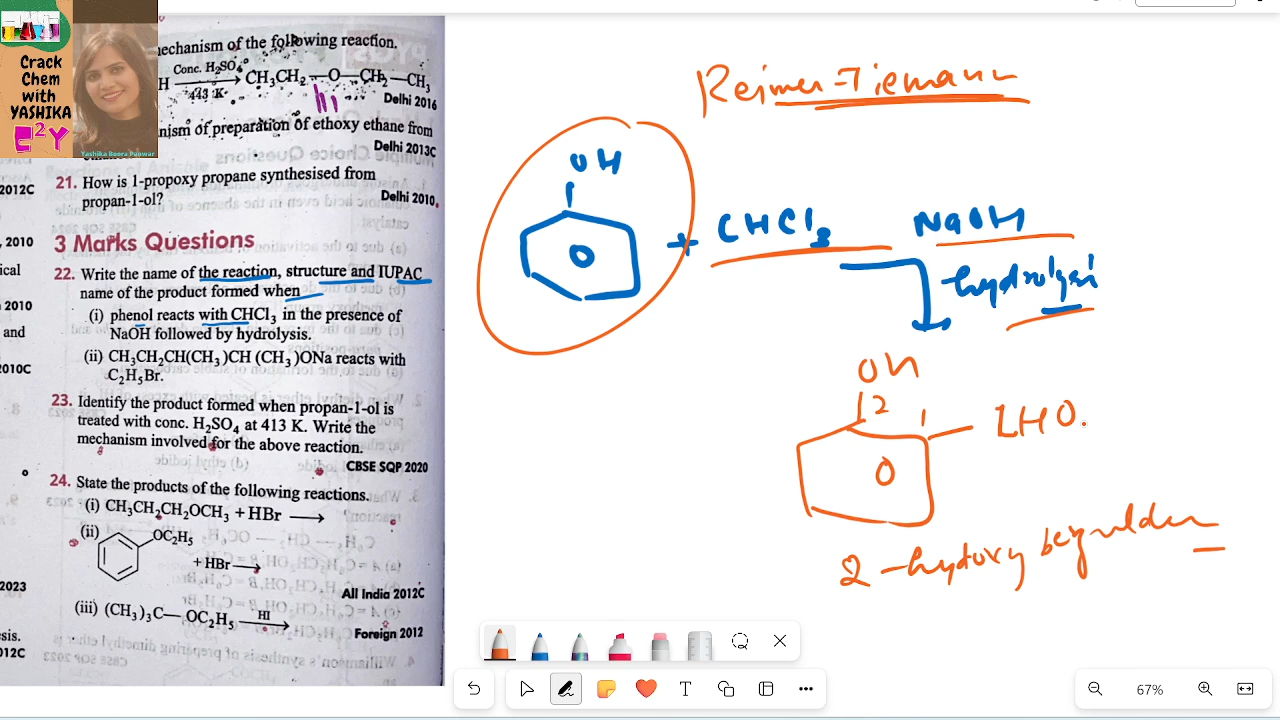 Crack
Chem
with
YASHIKA
E²Y
Yashika Boora Panwar
mechanism of the following reaction.
H Conc. H₂SO₄ 413 K CH₃CH₂—O—CH₂—CH₃
Delhi 2016
nism of preparation of ethoxy ethane from
Delhi 2013C
2012C
21. How is 1-propoxy propane synthesised from
propan-1-ol?
Delhi 2010
, 2010
3 Marks Questions
ical
22. Write the name of the reaction, structure and IUPAC
name of the product formed when
2010
(i) phenol reacts with CHCl₃ in the presence of
and
NaOH followed by hydrolysis.
2010C
(ii) CH₃CH₂CH(CH₃)CH (CH₃)ONa reacts with
C₂H₅Br.
23. Identify the product formed when propan-1-ol is
treated with conc. H₂SO₄ at 413 K. Write the
mechanism involved for the above reaction.
CBSE SQP 2020
24. State the products of the following reactions.
(i) CH₃CH₂CH₂OCH₃ + HBr ⟶
(ii) OC₂H₅
+ HBr ⟶
2023
All India 2012C
(iii) (CH₃)₃C— OC₂H₅ HI ⟶
Foreign 2012
sis.
012C
Reimer-Tiemann
OH
+ CHCl₃ NaOH
hydrolysi
OH
2 1
CHO.
2-hydroxy
67%